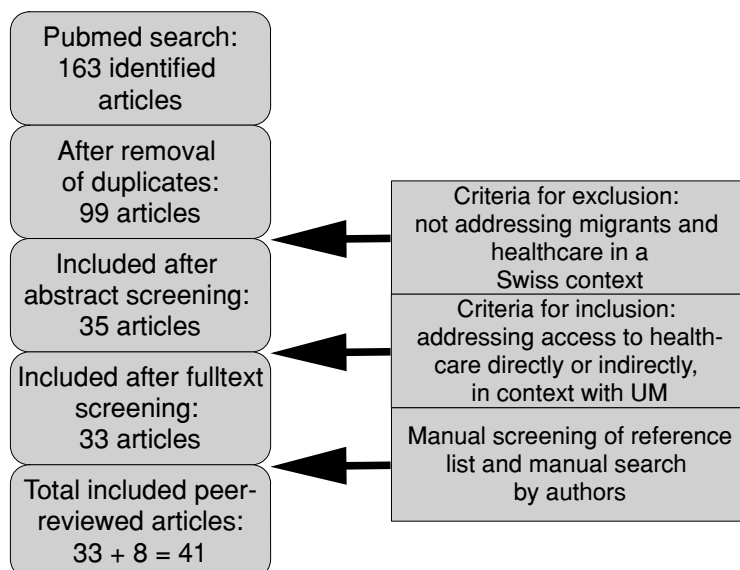 Pubmed search:
163 identified
articles
After removal
of duplicates:
99 articles
Included after
abstract screening:
35 articles
Included after fulltext
screening:
33 articles
Total included peer-
reviewed articles:
33 + 8 = 41
Criteria for exclusion:
not addressing migrants and
healthcare in a
Swiss context
Criteria for inclusion:
addressing access to health-
care directly or indirectly,
in context with UM
Manual screening of reference
list and manual search
by authors